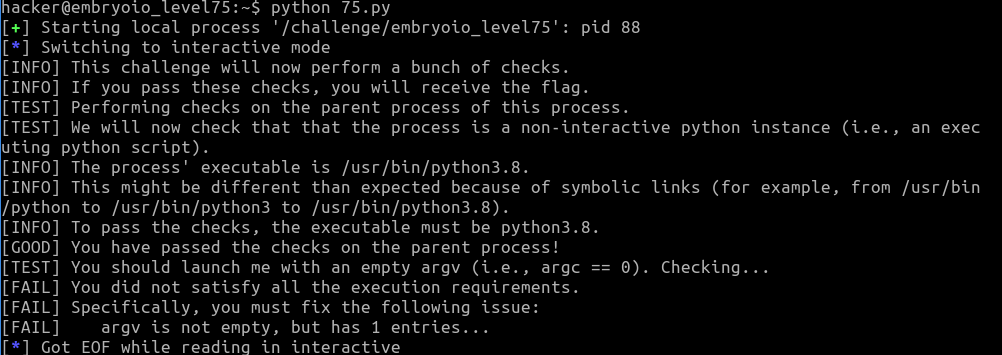 hacker@embryoio_level75:~$ python 75.py
[+] Starting local process '/challenge/embryoio_level75': pid 88
[*] Switching to interactive mode
[INFO] This challenge will now perform a bunch of checks.
[INFO] If you pass these checks, you will receive the flag.
[TEST] Performing checks on the parent process of this process.
[TEST] We will now check that that the process is a non-interactive python instance (i.e., an exec
uting python script).
[INFO] The process' executable is /usr/bin/python3.8.
[INFO] This might be different than expected because of symbolic links (for example, from /usr/bin
/python to /usr/bin/python3 to /usr/bin/python3.8).
[INFO] To pass the checks, the executable must be python3.8.
[GOOD] You have passed the checks on the parent process!
[TEST] You should launch me with an empty argv (i.e., argc == 0). Checking...
[FAIL] You did not satisfy all the execution requirements.
[FAIL] Specifically, you must fix the following issue:
[FAIL]    argv is not empty, but has 1 entries...
[*] Got EOF while reading in interactive